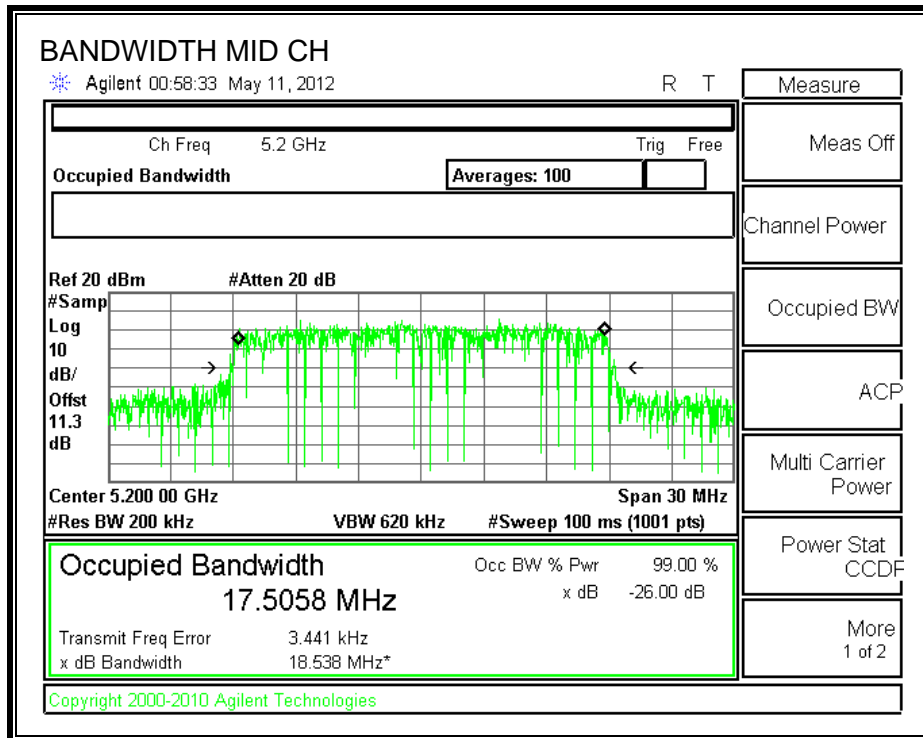 BANDWIDTH MID CH
Agilent 00:58:33 May 11, 2012 R T
Ch Freq 5.2 GHz Trig Free
Occupied Bandwidth Averages: 100
Ref 20 dBm #Atten 20 dB
#Samp
Log
10
dB/
Offst
11.3
dB
Center 5.200 00 GHz Span 30 MHz
#Res BW 200 kHz VBW 620 kHz #Sweep 100 ms (1001 pts)
Occupied Bandwidth Occ BW % Pwr 99.00 %
17.5058 MHz x dB -26.00 dB
Transmit Freq Error 3.441 kHz
x dB Bandwidth 18.538 MHz*
Copyright 2000-2010 Agilent Technologies
Measure
Meas Off
Channel Power
Occupied BW
ACP
Multi Carrier
Power
Power Stat
CCDF
More
1 of 2